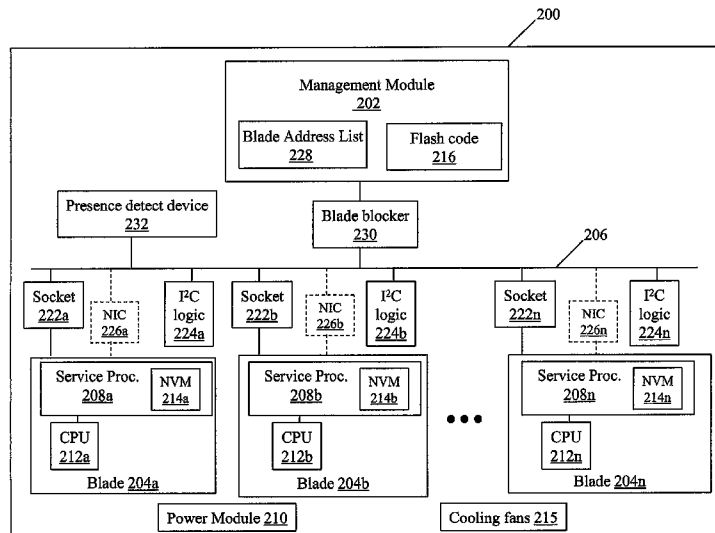 200
Management Module
202
Blade Address List
228
Flash code
216
Presence detect device
232
Blade blocker
230
206
Socket
222a
NIC
226a
I²C
logic
224a
Socket
222b
NIC
226b
I²C
logic
224b
Socket
222n
NIC
226n
I²C
logic
224n
Service Proc.
208a
NVM
214a
CPU
212a
Blade 204a
Service Proc.
208b
NVM
214b
CPU
212b
Blade 204b
Service Proc.
208n
NVM
214n
CPU
212n
Blade 204n
Power Module 210
Cooling fans 215